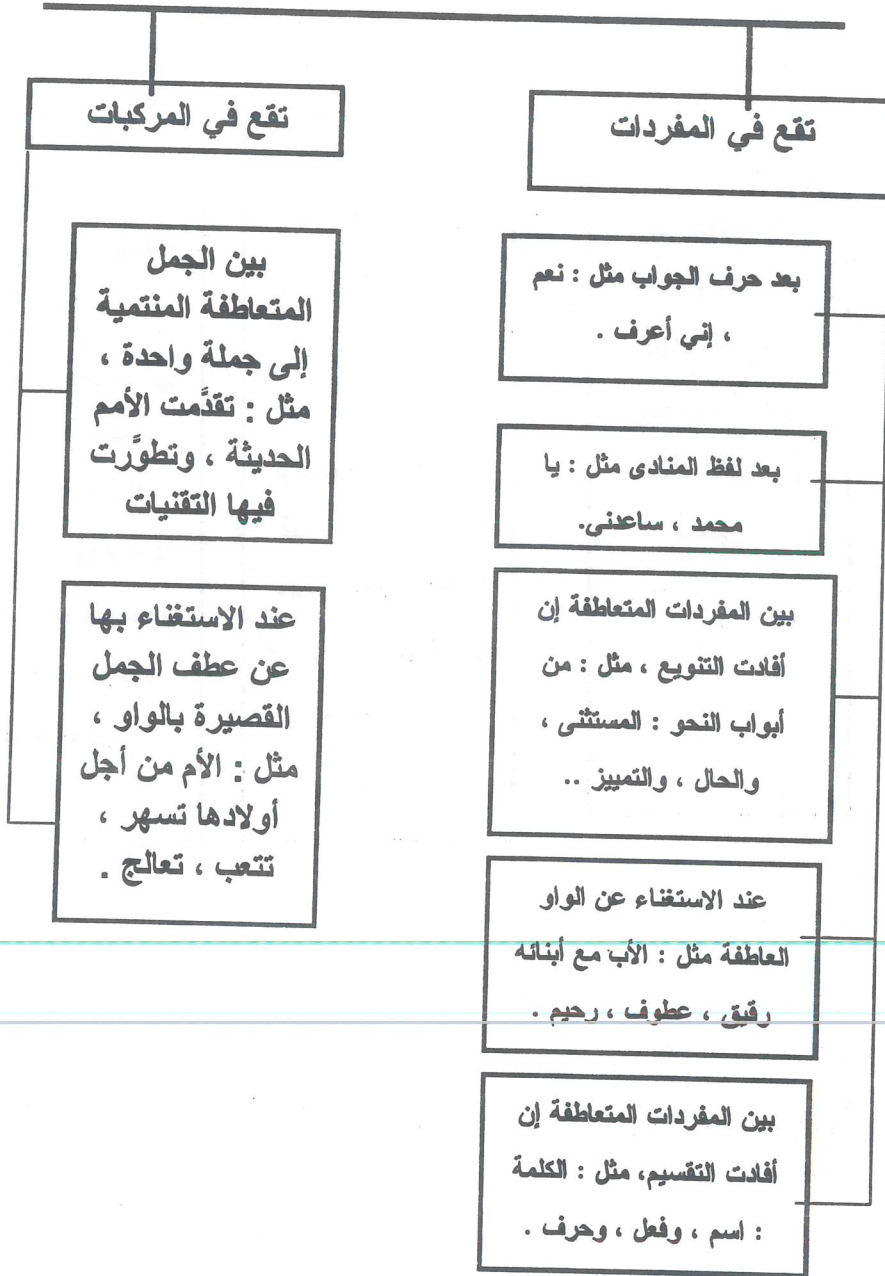 تقع في المفردات
بعد حرف الجواب مثل : نعم
، إني أعرف .
بعد لفظ المنادى مثل : يا
محمد ، ساعدني.
بين المفردات المتعاطفة إن
أفادت التنويع ، مثل : من
أبواب النحو : المستثنى ،
والحال ، والتمييز ..
عند الاستغناء عن الواو
العاطفة مثل : الأب مع أبنائه
رقيق ، عطوف ، رحيم .
بين المفردات المتعاطفة إن
أفادت التقسيم، مثل : الكلمة
: اسم ، وفعل ، وحرف .
تقع في المركبات
بين الجمل
المتعاطفة المنتمية
إلى جملة واحدة ،
مثل : تقدَّمت الأمم
الحديثة ، وتطوَّرت
فيها التقنيات
عند الاستغناء بها
عن عطف الجمل
القصيرة بالواو ،
مثل : الأم من أجل
أولادها تسهر ،
تتعب ، تعالج .